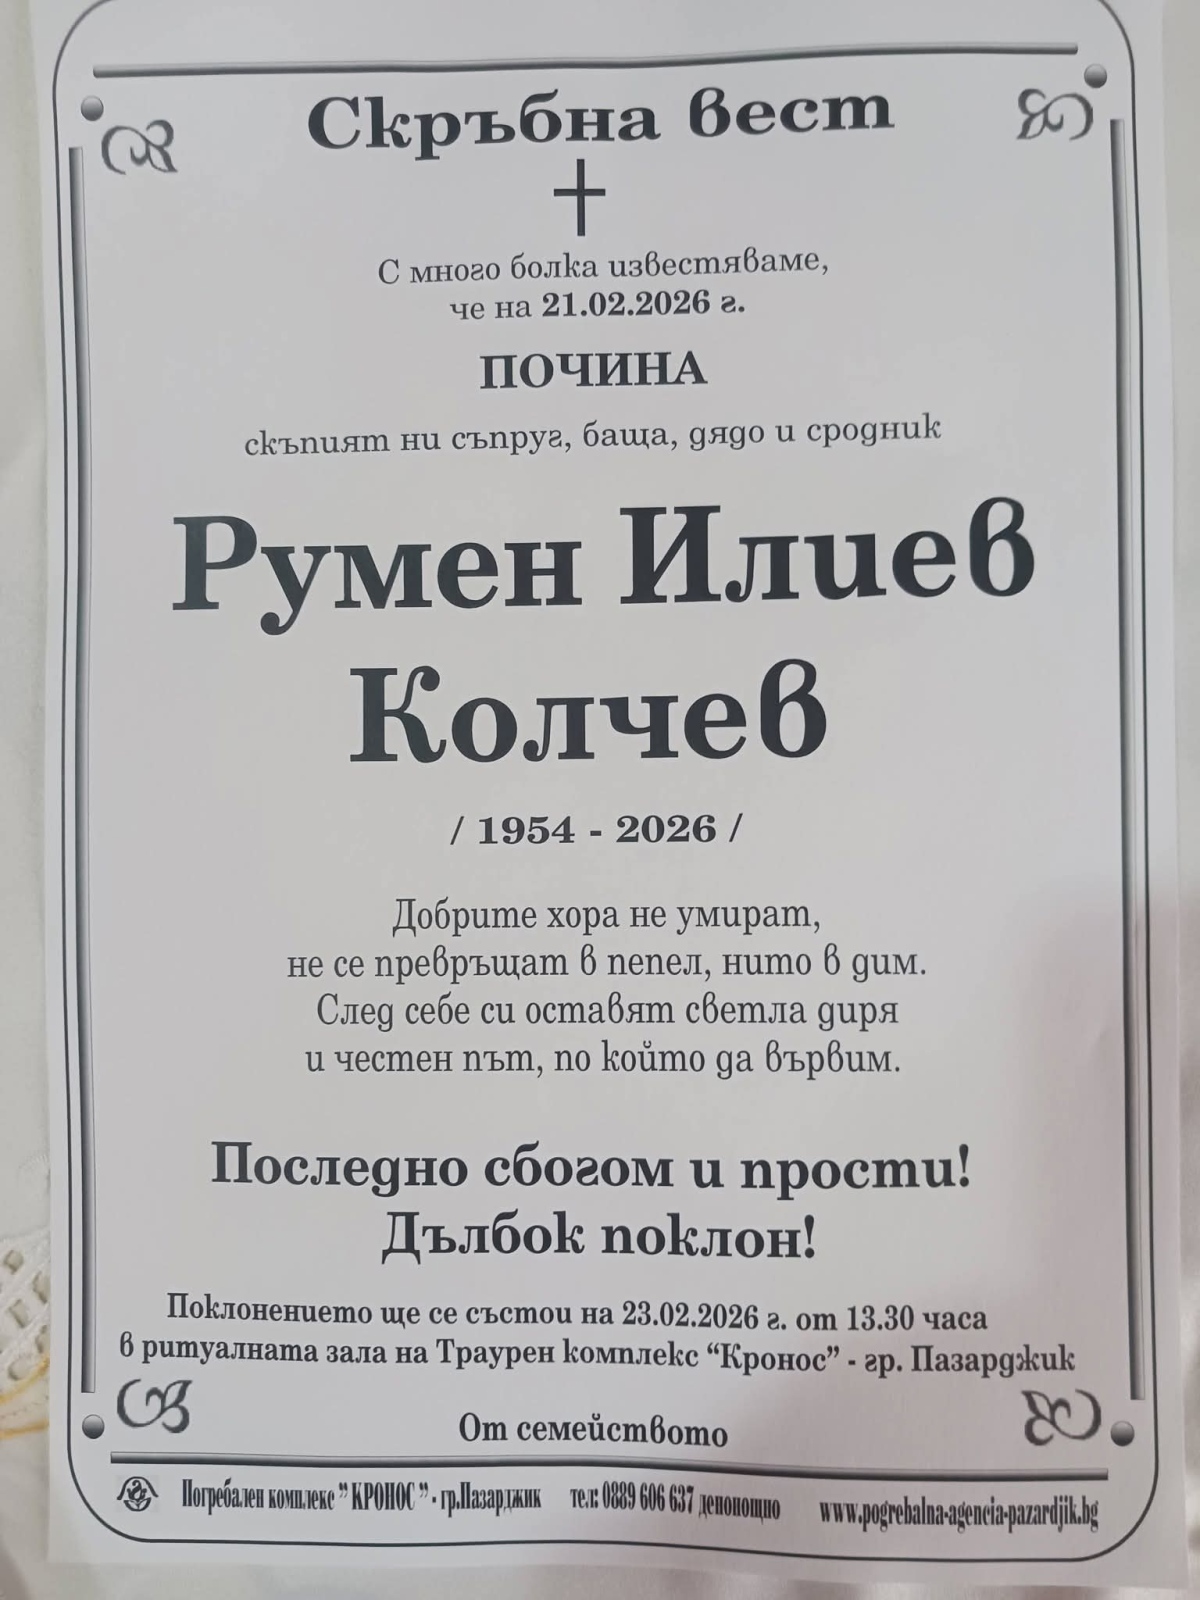 Скръбна вест
С много болка известяваме,
че на 21.02.2026 г.
ПОЧИНА
скъпият ни съпруг, баща, дядо и сродник
Румен Илиев
Колчев
/ 1954 - 2026 /
Добрите хора не умират,
не се превръщат в пепел, нито в дим.
След себе си оставят светла диря
и честен път, по който да вървим.
Последно сбогом и прости!
Дълбок поклон!
Поклонението ще се състои на 23.02.2026 г. от 13.30 часа
в ритуалната зала на Траурен комплекс “Кронос” - гр. Пазарджик
От семейството
Погребален комплекс ” КРОНОС ” - гр.Пазарджик тел: 0889 606 637 денонощно www.pogrebalna-agencia-pazardjik.bg